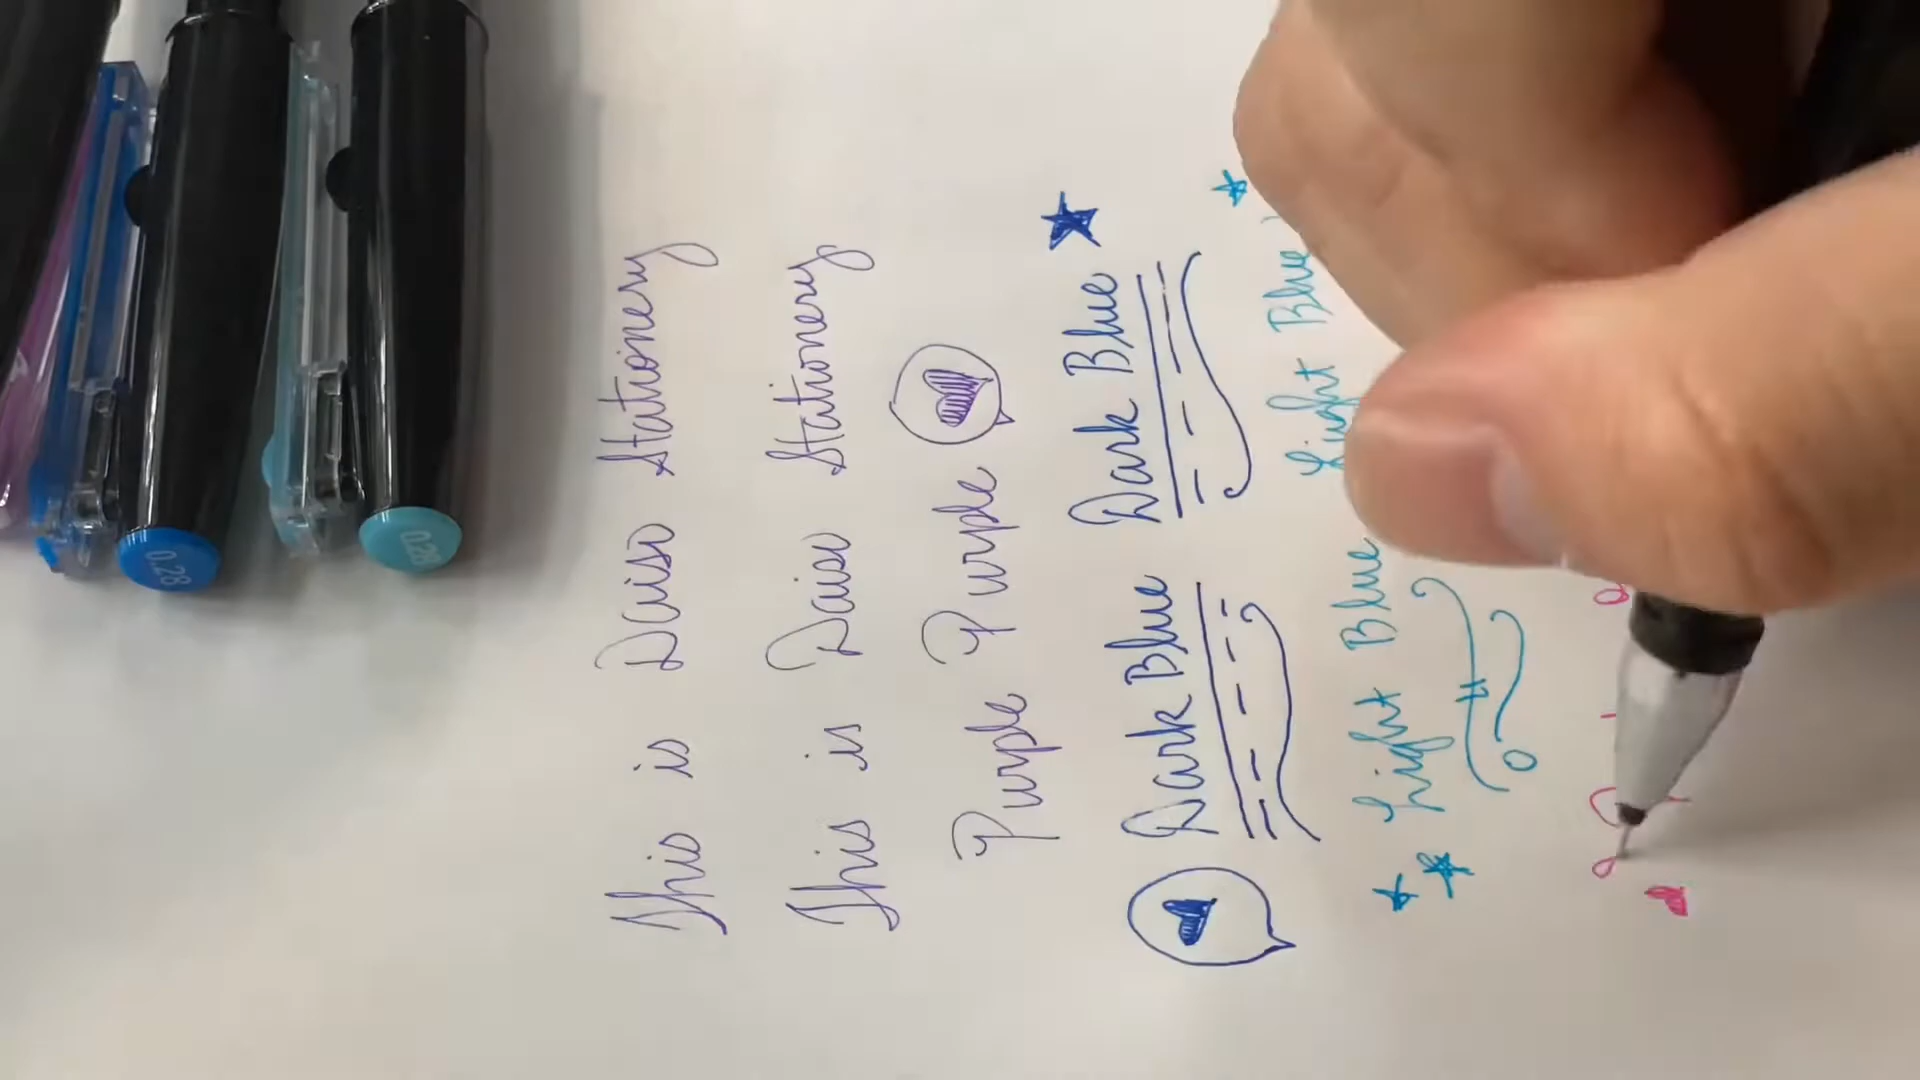 This is Daiso Stationery
This is Daiso Stationery
Purple Purple
Dark Blue Dark Blue
Light Blue Light Blue
0.28
0.28